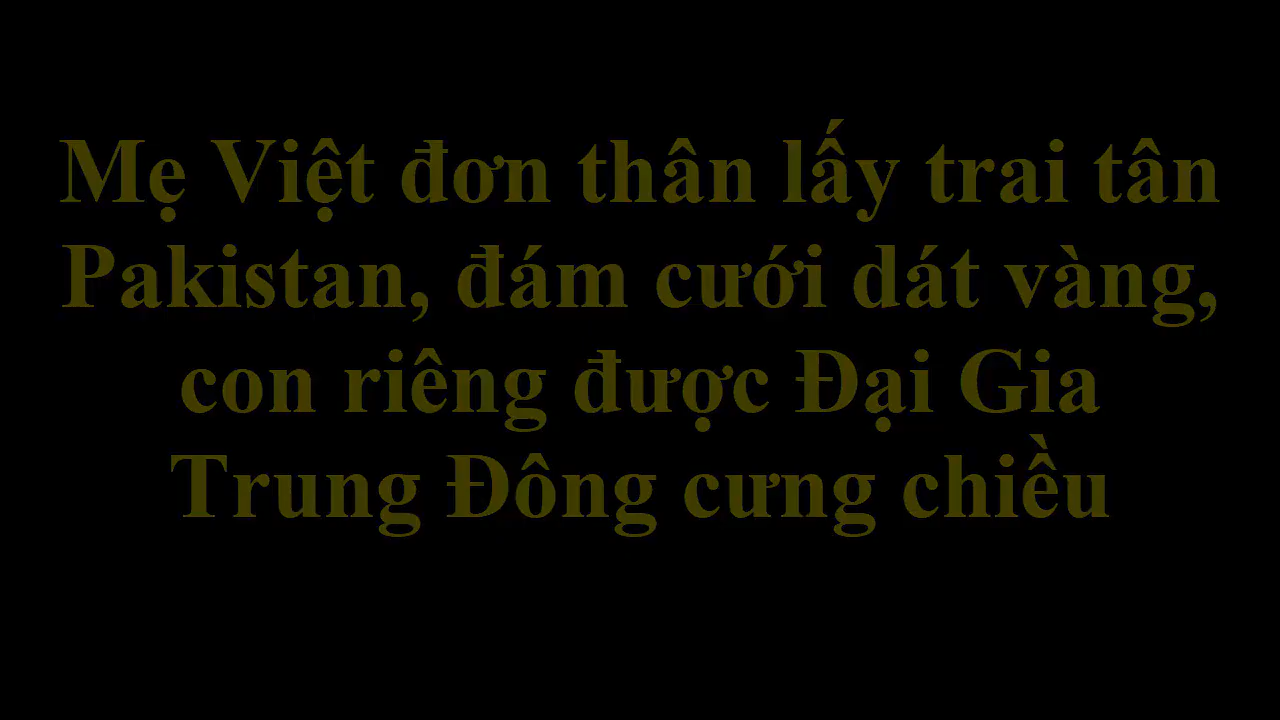 Mẹ Việt đơn thân lấy trai tân
Pakistan, đám cưới dát vàng,
con riêng được Đại Gia
Trung Đông cưng chiều